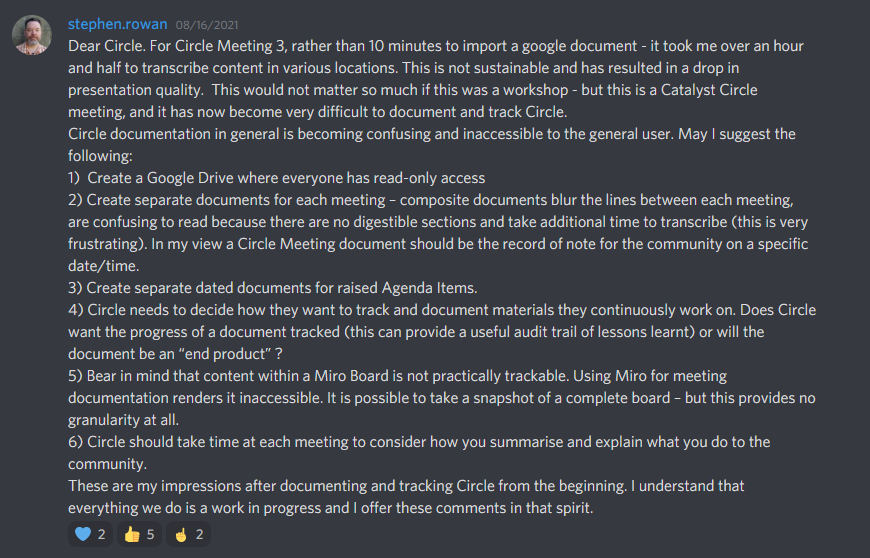 stephen.rowan 08/16/2021
Dear Circle. For Circle Meeting 3, rather than 10 minutes to import a google document - it took me over an hour
and half to transcribe content in various locations. This is not sustainable and has resulted in a drop in
presentation quality.  This would not matter so much if this was a workshop - but this is a Catalyst Circle
meeting, and it has now become very difficult to document and track Circle.
Circle documentation in general is becoming confusing and inaccessible to the general user. May I suggest the
following:
1)  Create a Google Drive where everyone has read-only access
2) Create separate documents for each meeting – composite documents blur the lines between each meeting,
are confusing to read because there are no digestible sections and take additional time to transcribe (this is very
frustrating). In my view a Circle Meeting document should be the record of note for the community on a specific
date/time.
3) Create separate dated documents for raised Agenda Items.
4) Circle needs to decide how they want to track and document materials they continuously work on. Does Circle
want the progress of a document tracked (this can provide a useful audit trail of lessons learnt) or will the
document be an “end product” ?
5) Bear in mind that content within a Miro Board is not practically trackable. Using Miro for meeting
documentation renders it inaccessible. It is possible to take a snapshot of a complete board – but this provides no
granularity at all.
6) Circle should take time at each meeting to consider how you summarise and explain what you do to the
community.
These are my impressions after documenting and tracking Circle from the beginning. I understand that
everything we do is a work in progress and I offer these comments in that spirit.
2 5 2